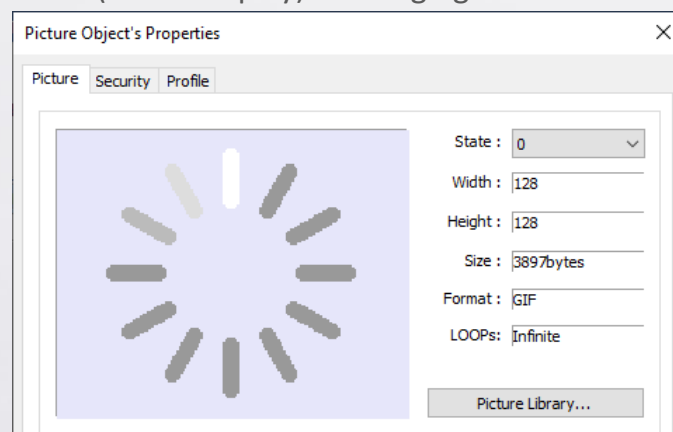 Picture Object's Properties
Picture Security Profile
State : 0
Width : 128
Height : 128
Size : 3897bytes
Format : GIF
LOOPs: Infinite
Picture Library...